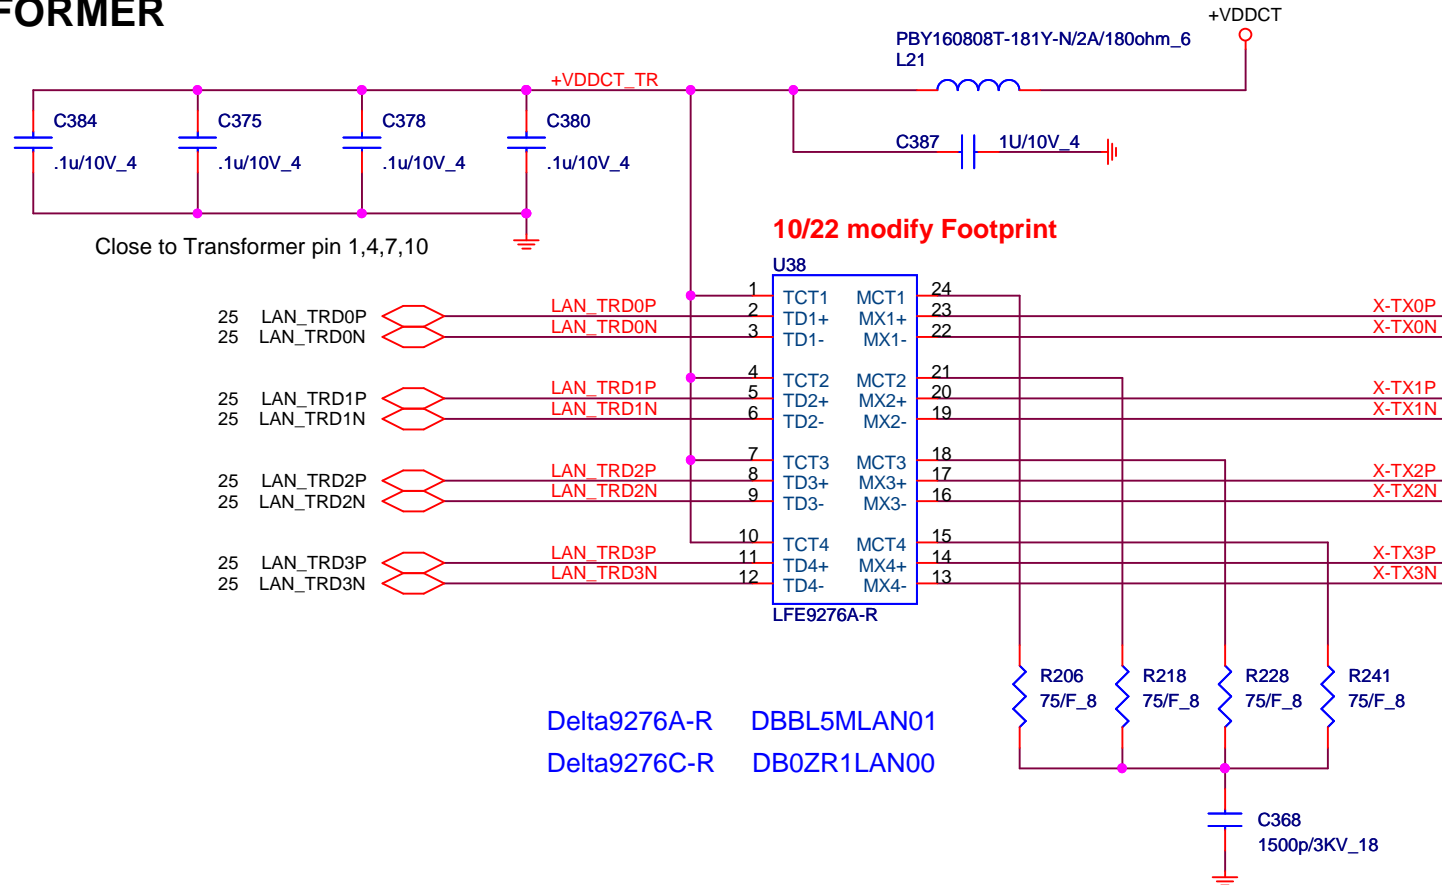 FORMER
+VDDCT
PBY160808T-181Y-N/2A/180ohm_6
L21
+VDDCT_TR
C384
C375
C378
C380
C387
1U/10V_4
.1u/10V_4
.1u/10V_4
.1u/10V_4
.1u/10V_4
10/22 modify Footprint
Close to Transformer pin 1,4,7,10
U38
25 LAN_TRD0P
LAN_TRD0P
1 TCT1 MCT1 24
2 TD1+ MX1+ 23
X-TX0P
25 LAN_TRD0N
LAN_TRD0N
3 TD1- MX1- 22
X-TX0N
4 TCT2 MCT2 21
25 LAN_TRD1P
LAN_TRD1P
5 TD2+ MX2+ 20
X-TX1P
25 LAN_TRD1N
LAN_TRD1N
6 TD2- MX2- 19
X-TX1N
7 TCT3 MCT3 18
25 LAN_TRD2P
LAN_TRD2P
8 TD3+ MX3+ 17
X-TX2P
25 LAN_TRD2N
LAN_TRD2N
9 TD3- MX3- 16
X-TX2N
10 TCT4 MCT4 15
25 LAN_TRD3P
LAN_TRD3P
11 TD4+ MX4+ 14
X-TX3P
25 LAN_TRD3N
LAN_TRD3N
12 TD4- MX4- 13
X-TX3N
LFE9276A-R
R206
75/F_8
R218
75/F_8
R228
75/F_8
R241
75/F_8
Delta9276A-R DBBL5MLAN01
Delta9276C-R DB0ZR1LAN00
C368
1500p/3KV_18